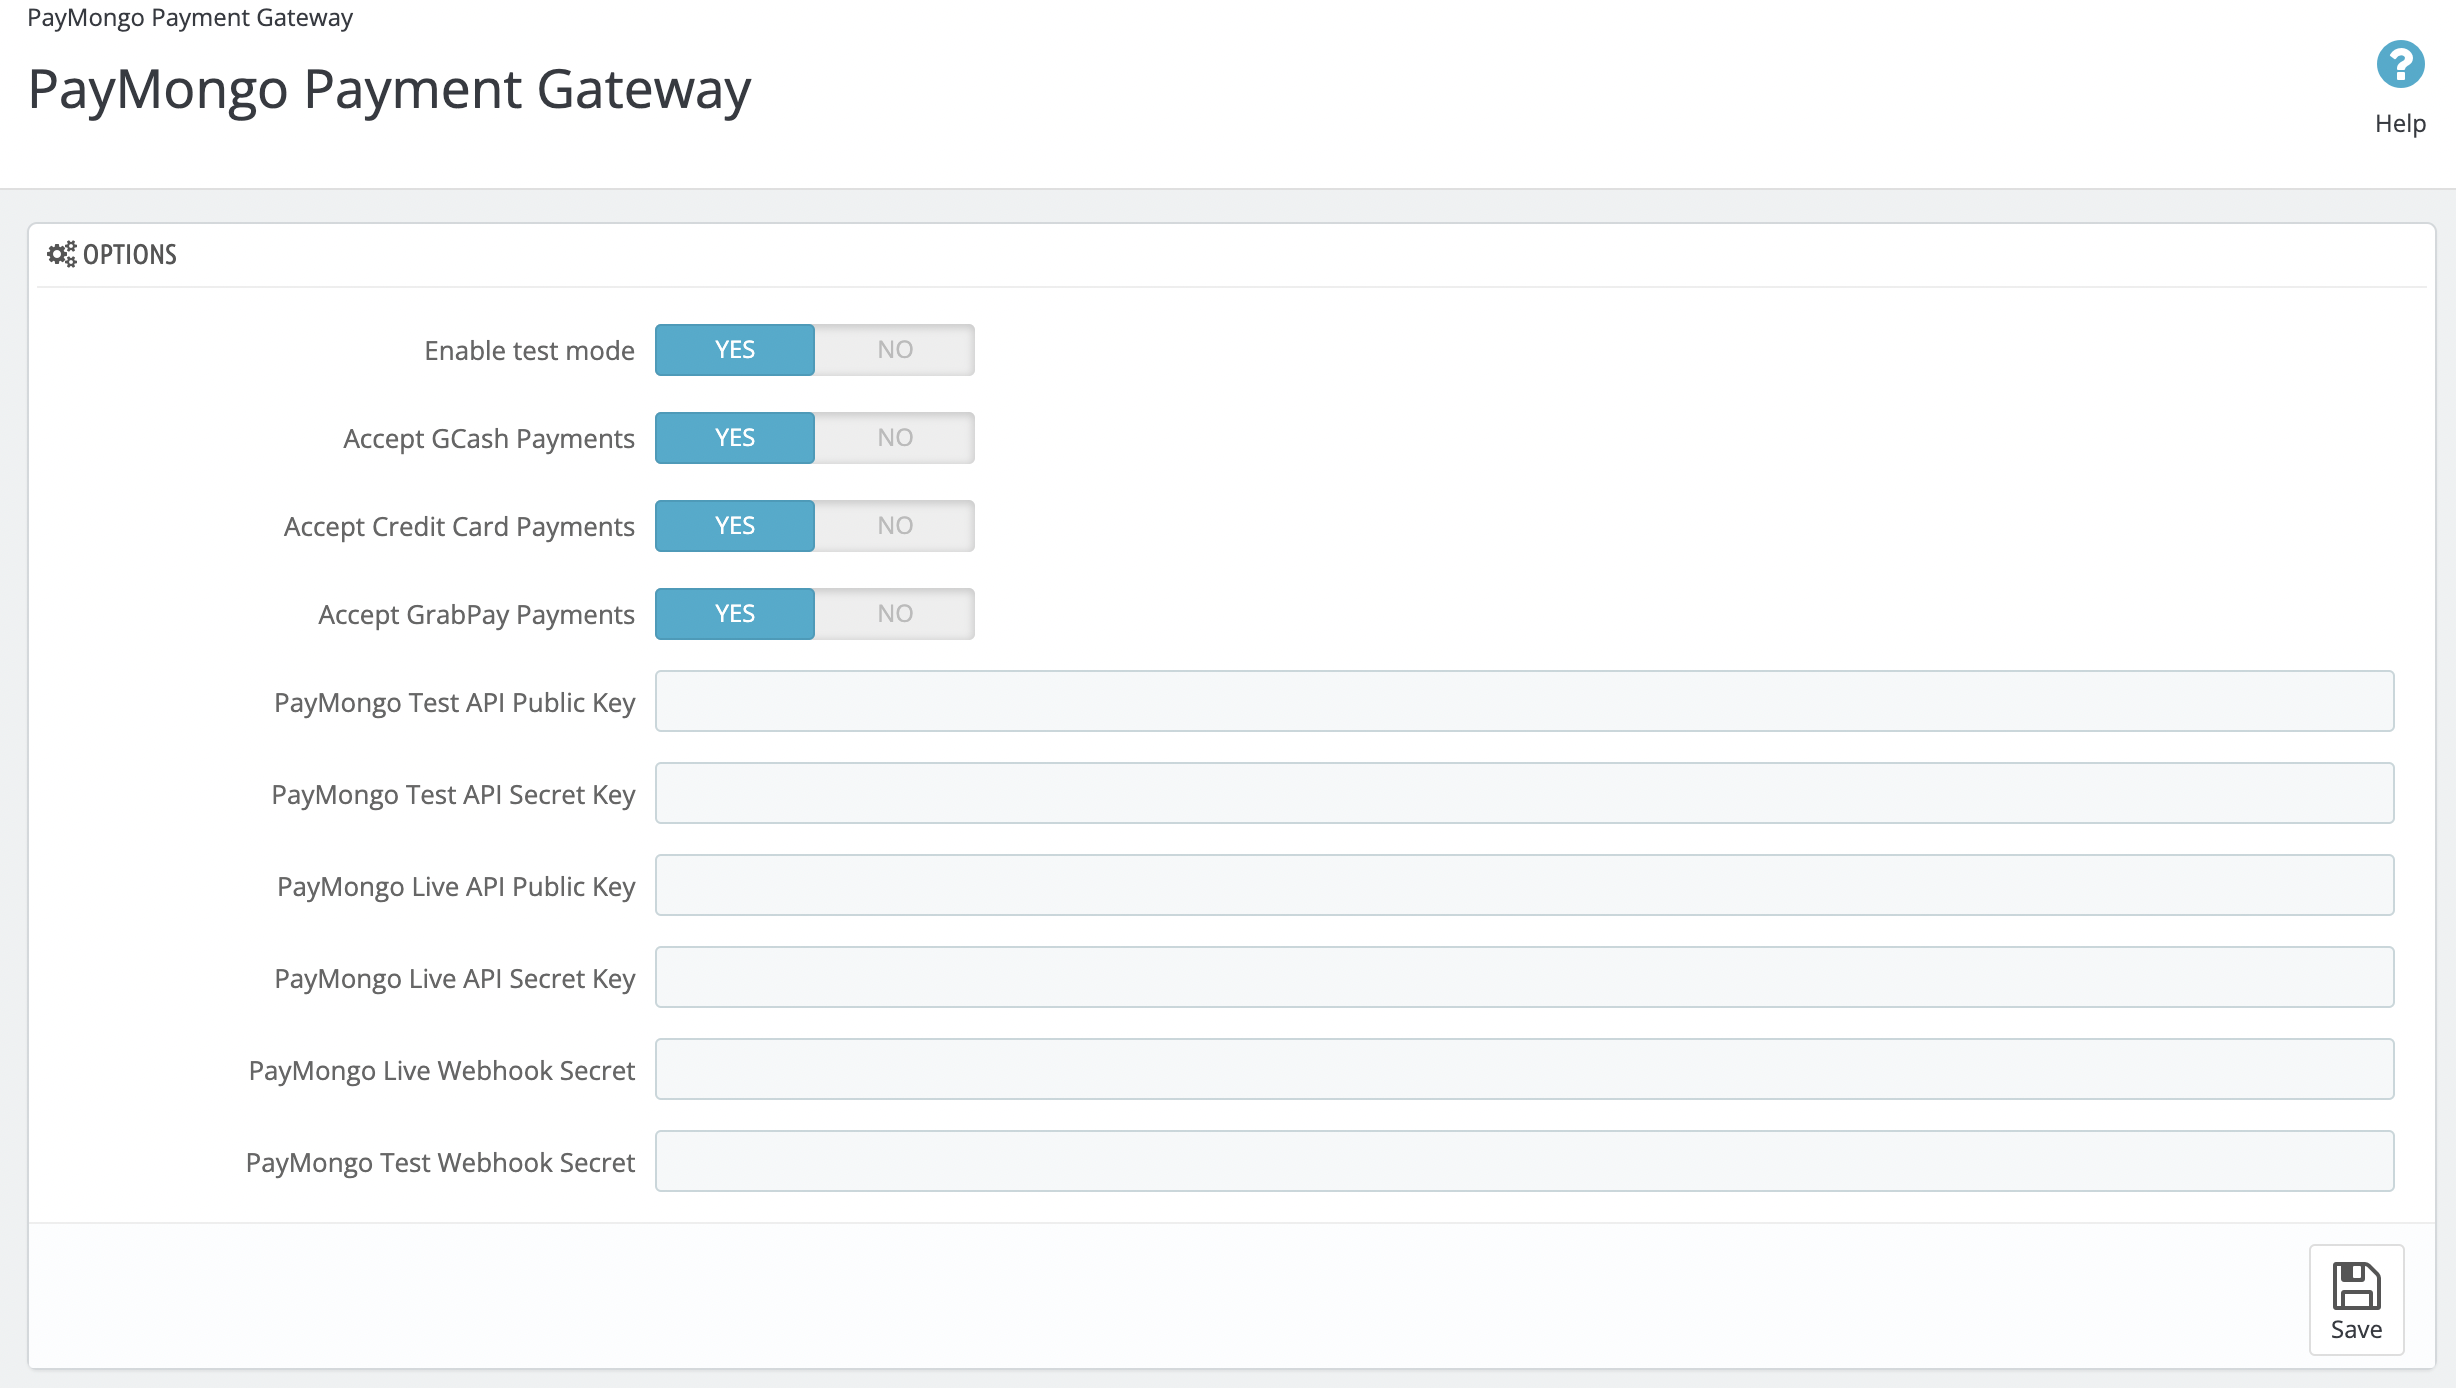 PayMongo Payment Gateway
PayMongo Payment Gateway
?
Help
OPTIONS
Enable test mode YES NO
Accept GCash Payments YES NO
Accept Credit Card Payments YES NO
Accept GrabPay Payments YES NO
PayMongo Test API Public Key
PayMongo Test API Secret Key
PayMongo Live API Public Key
PayMongo Live API Secret Key
PayMongo Live Webhook Secret
PayMongo Test Webhook Secret
Save